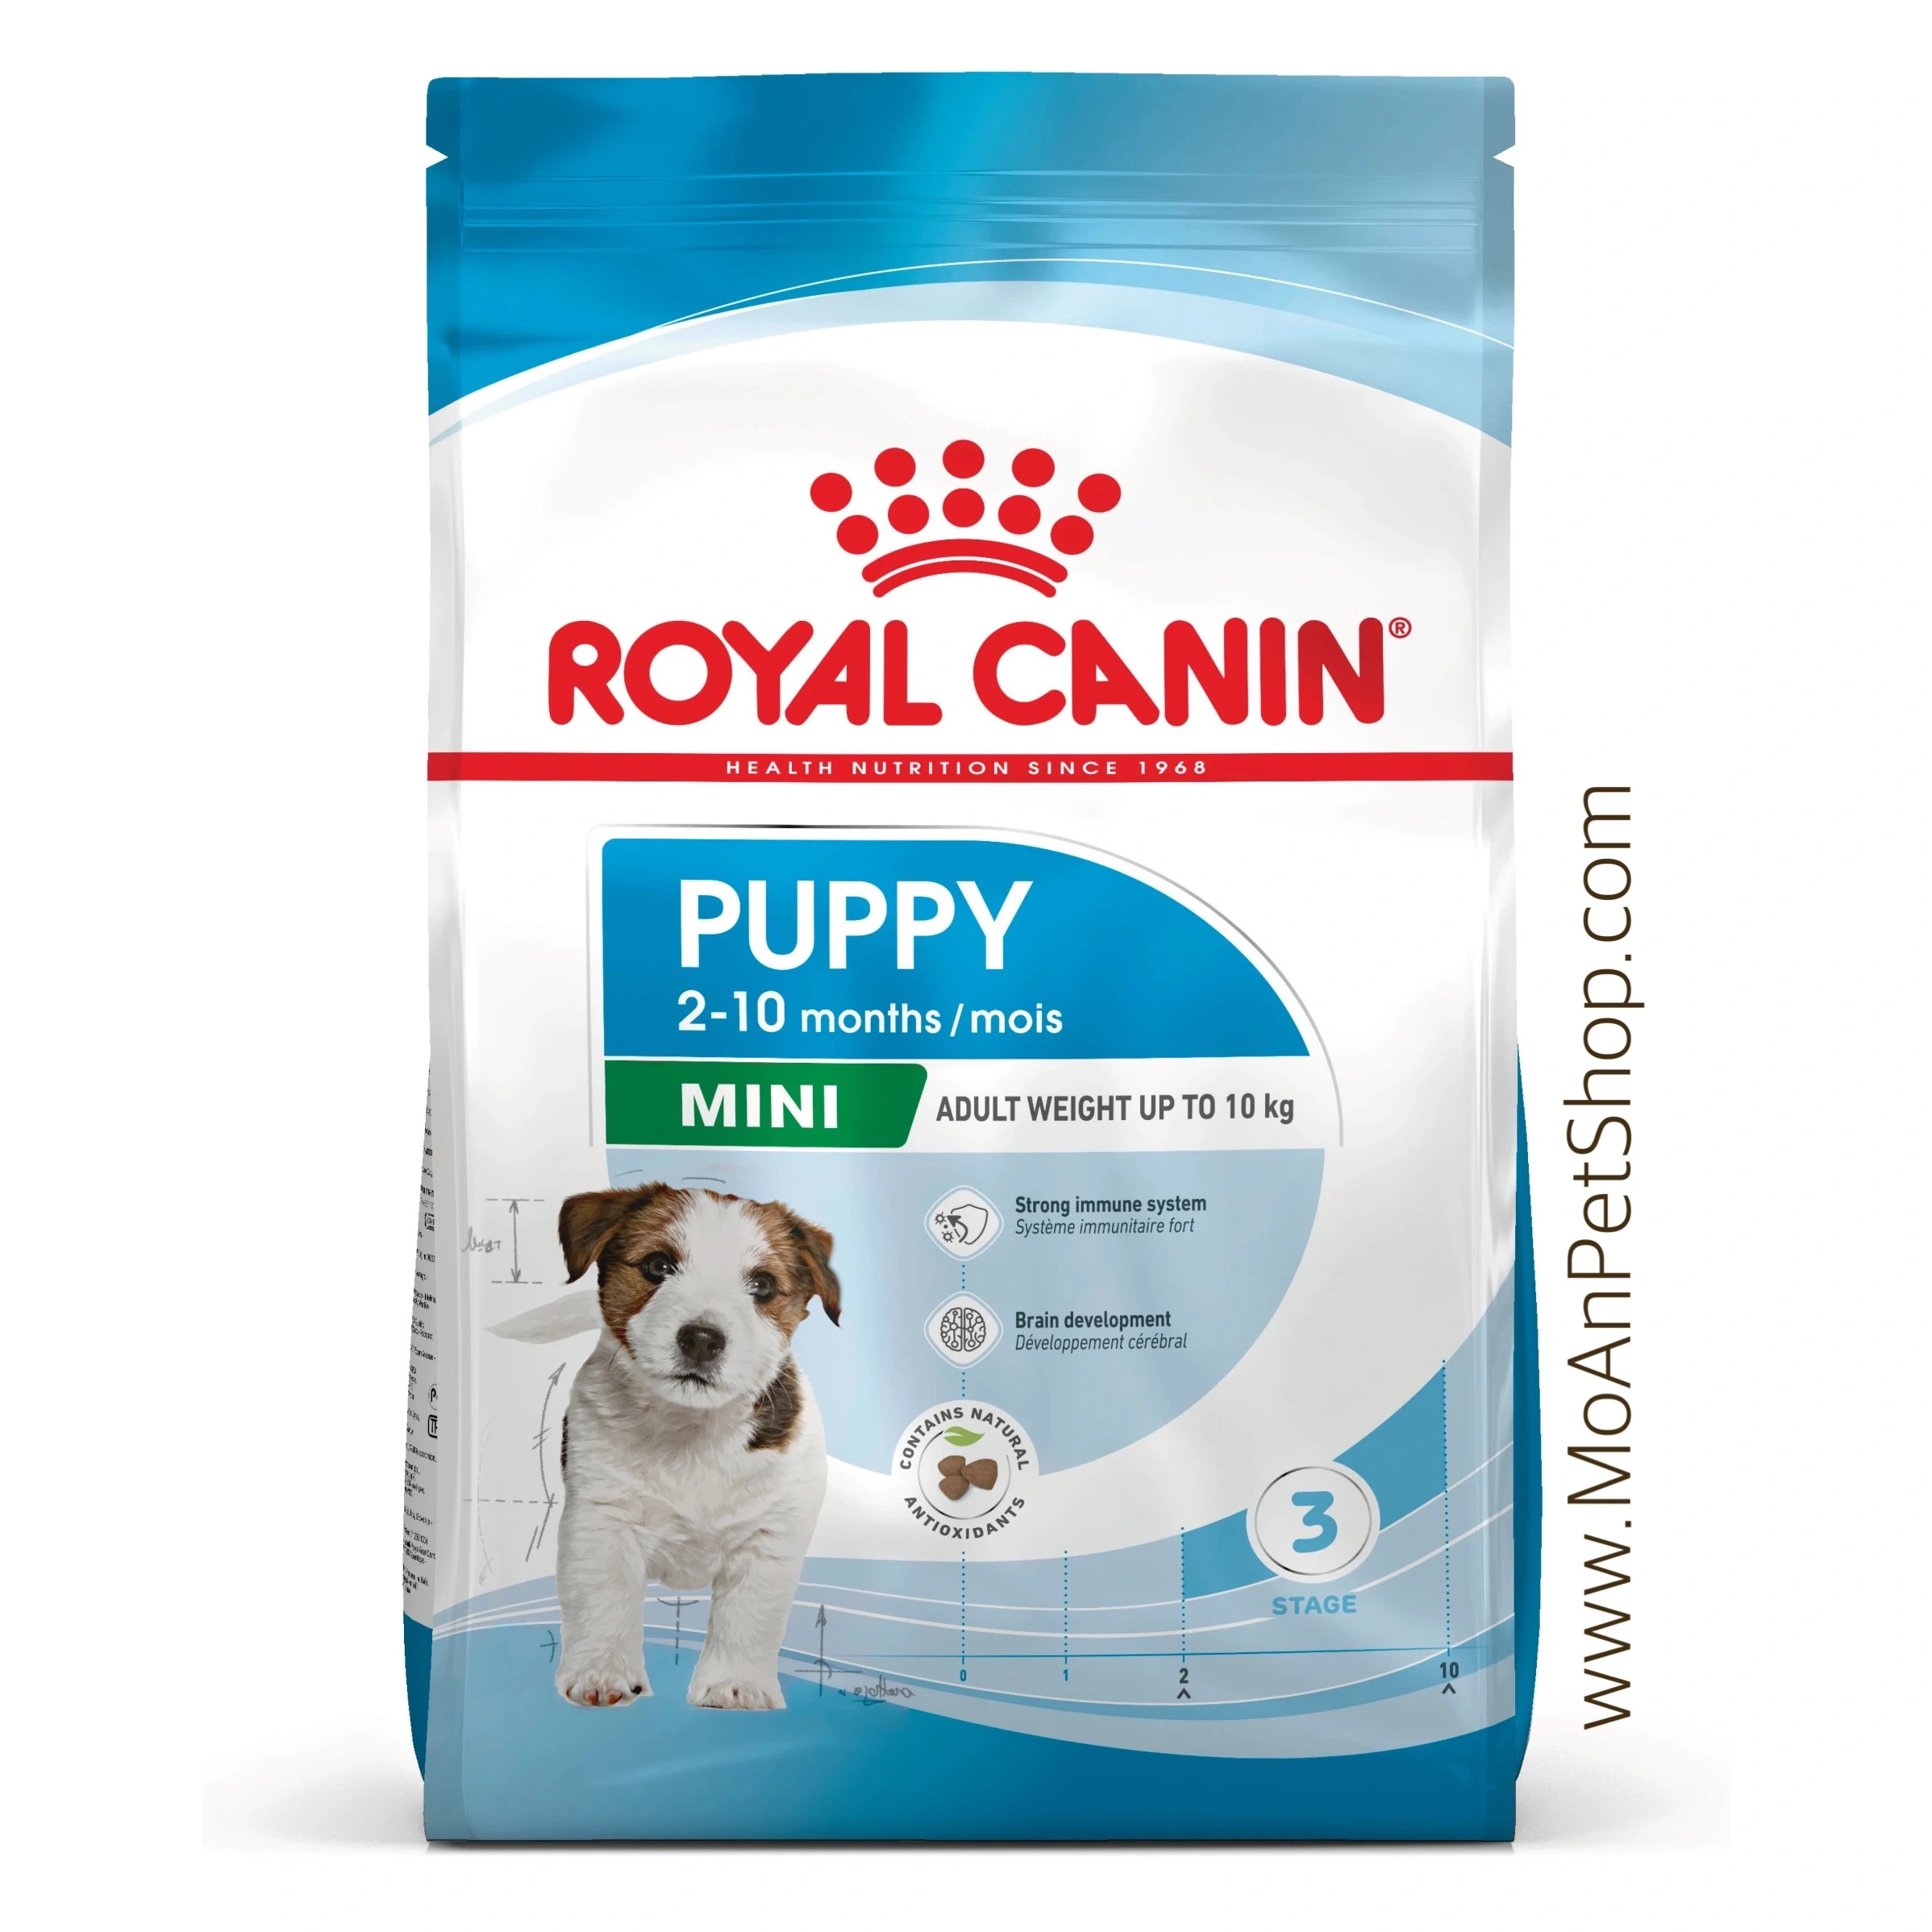 ROYAL CANIN®
HEALTH NUTRITION SINCE 1968
PUPPY
2-10 months/mois
MINI
ADULT WEIGHT UP TO 10 kg
Strong immune system
Système immunitaire fort
Brain development
Développement cérébral
CONTAINS NATURAL
ANTIOXIDANTS
3
STAGE
0 1 2 10
www.MoAnPetShop.com